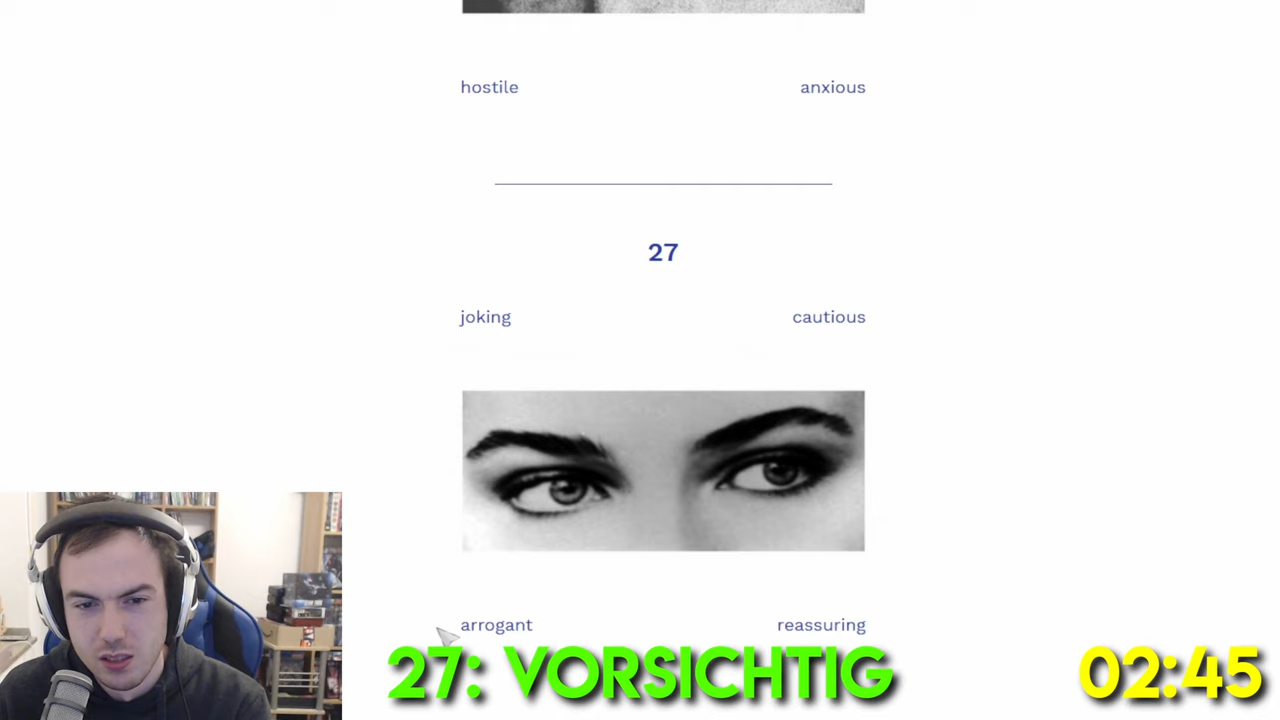 hostile anxious
27
joking cautious
arrogant reassuring
27: VORSICHTIG 02:45